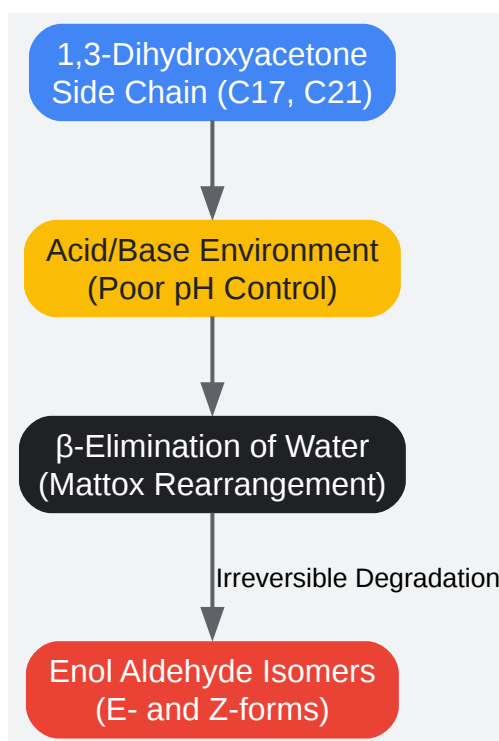 1,3-Dihydroxyacetone
Side Chain (C17, C21)
Acid/Base Environment
(Poor pH Control)
β-Elimination of Water
(Mattox Rearrangement)
Irreversible Degradation
Enol Aldehyde Isomers
(E- and Z-forms)